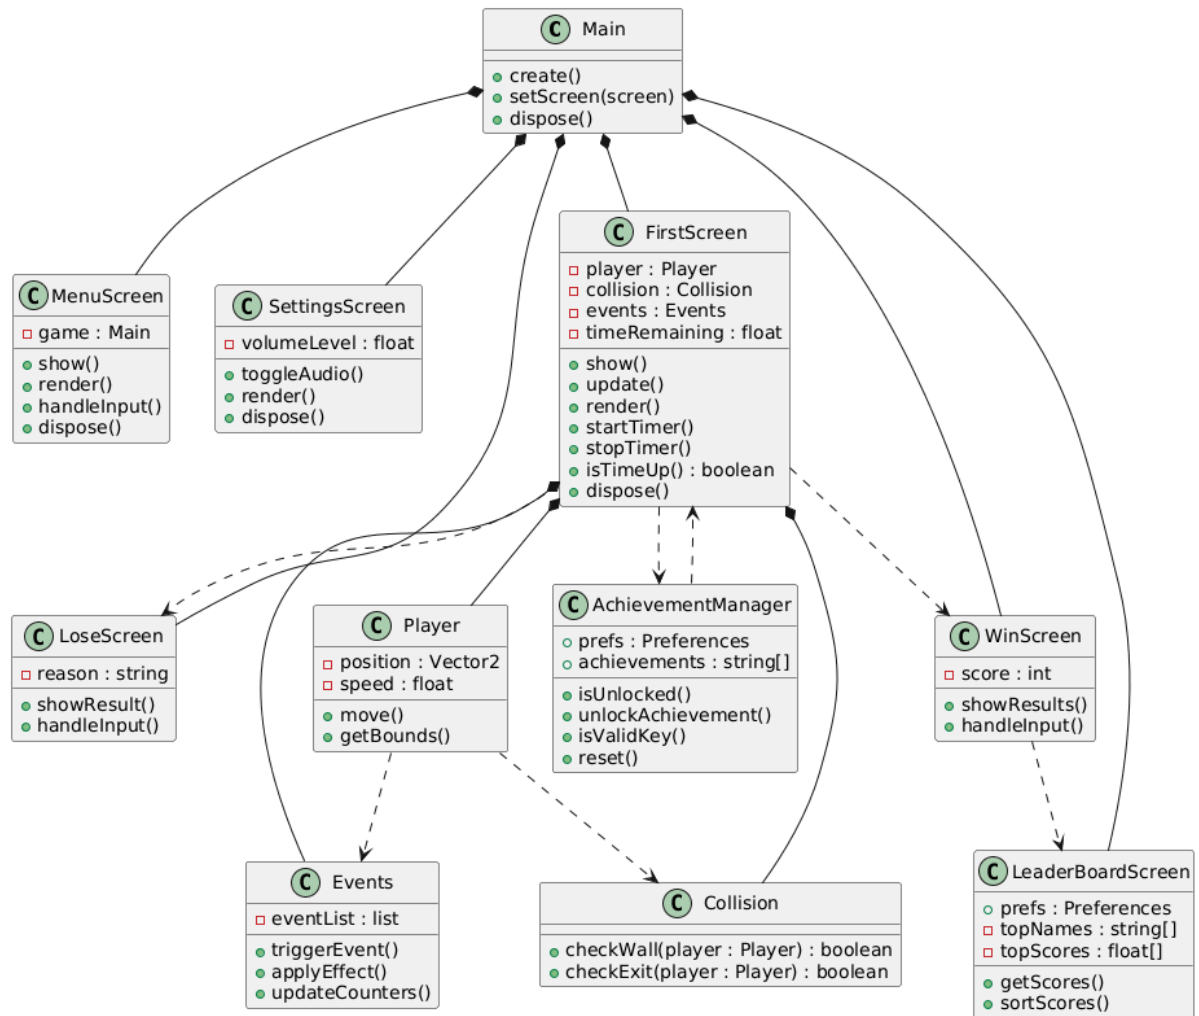 C Main
create()
setScreen(screen)
dispose()
C FirstScreen
player : Player
collision : Collision
events : Events
timeRemaining : float
show()
update()
render()
startTimer()
stopTimer()
isTimeUp() : boolean
dispose()
C MenuScreen
game : Main
show()
render()
handleInput()
dispose()
C SettingsScreen
volumeLevel : float
toggleAudio()
render()
dispose()
C LoseScreen
reason : string
showResult()
handleInput()
C Player
position : Vector2
speed : float
move()
getBounds()
C AchievementManager
prefs : Preferences
achievements : string[]
isUnlocked()
unlockAchievement()
isValidKey()
reset()
C WinScreen
score : int
showResults()
handleInput()
C Events
eventList : list
triggerEvent()
applyEffect()
updateCounters()
C Collision
checkWall(player : Player) : boolean
checkExit(player : Player) : boolean
C LeaderBoardScreen
prefs : Preferences
topNames : string[]
topScores : float[]
getScores()
sortScores()